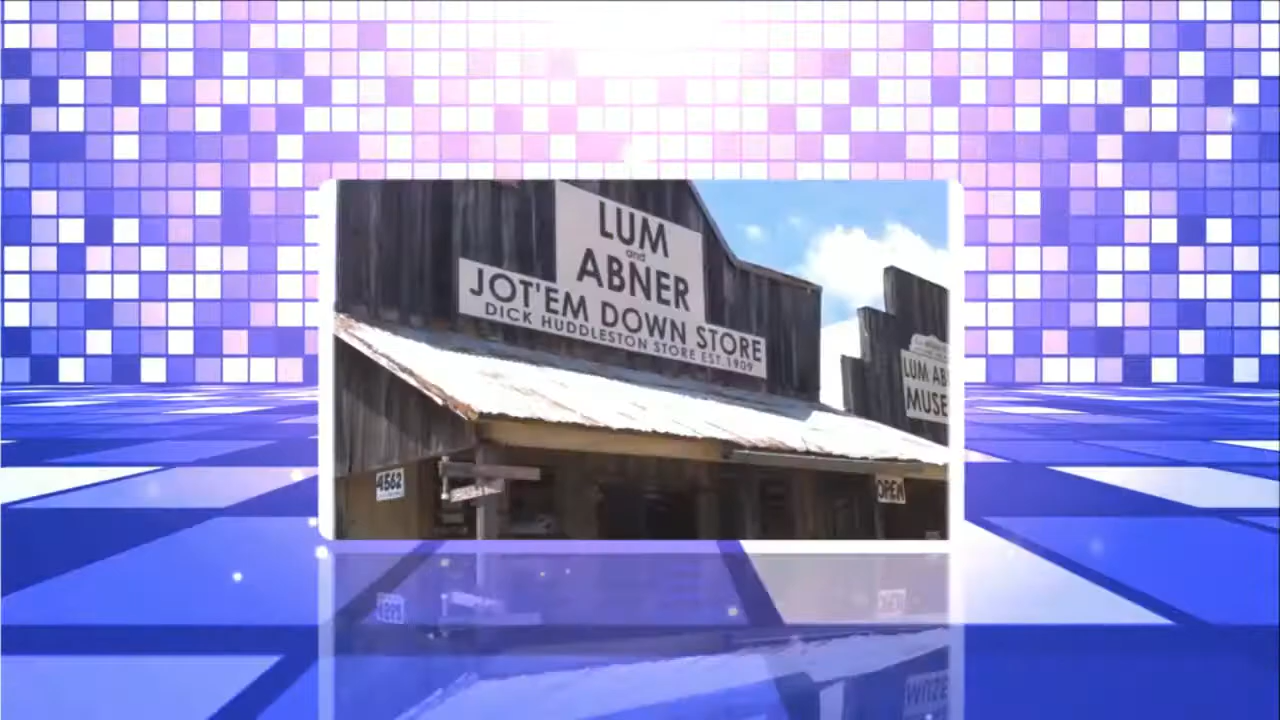 LUM
and
ABNER
JOT'EM DOWN STORE
DICK HUDDLESTON STORE EST. 1909
LUM AB
MUSE
4562
OPEN